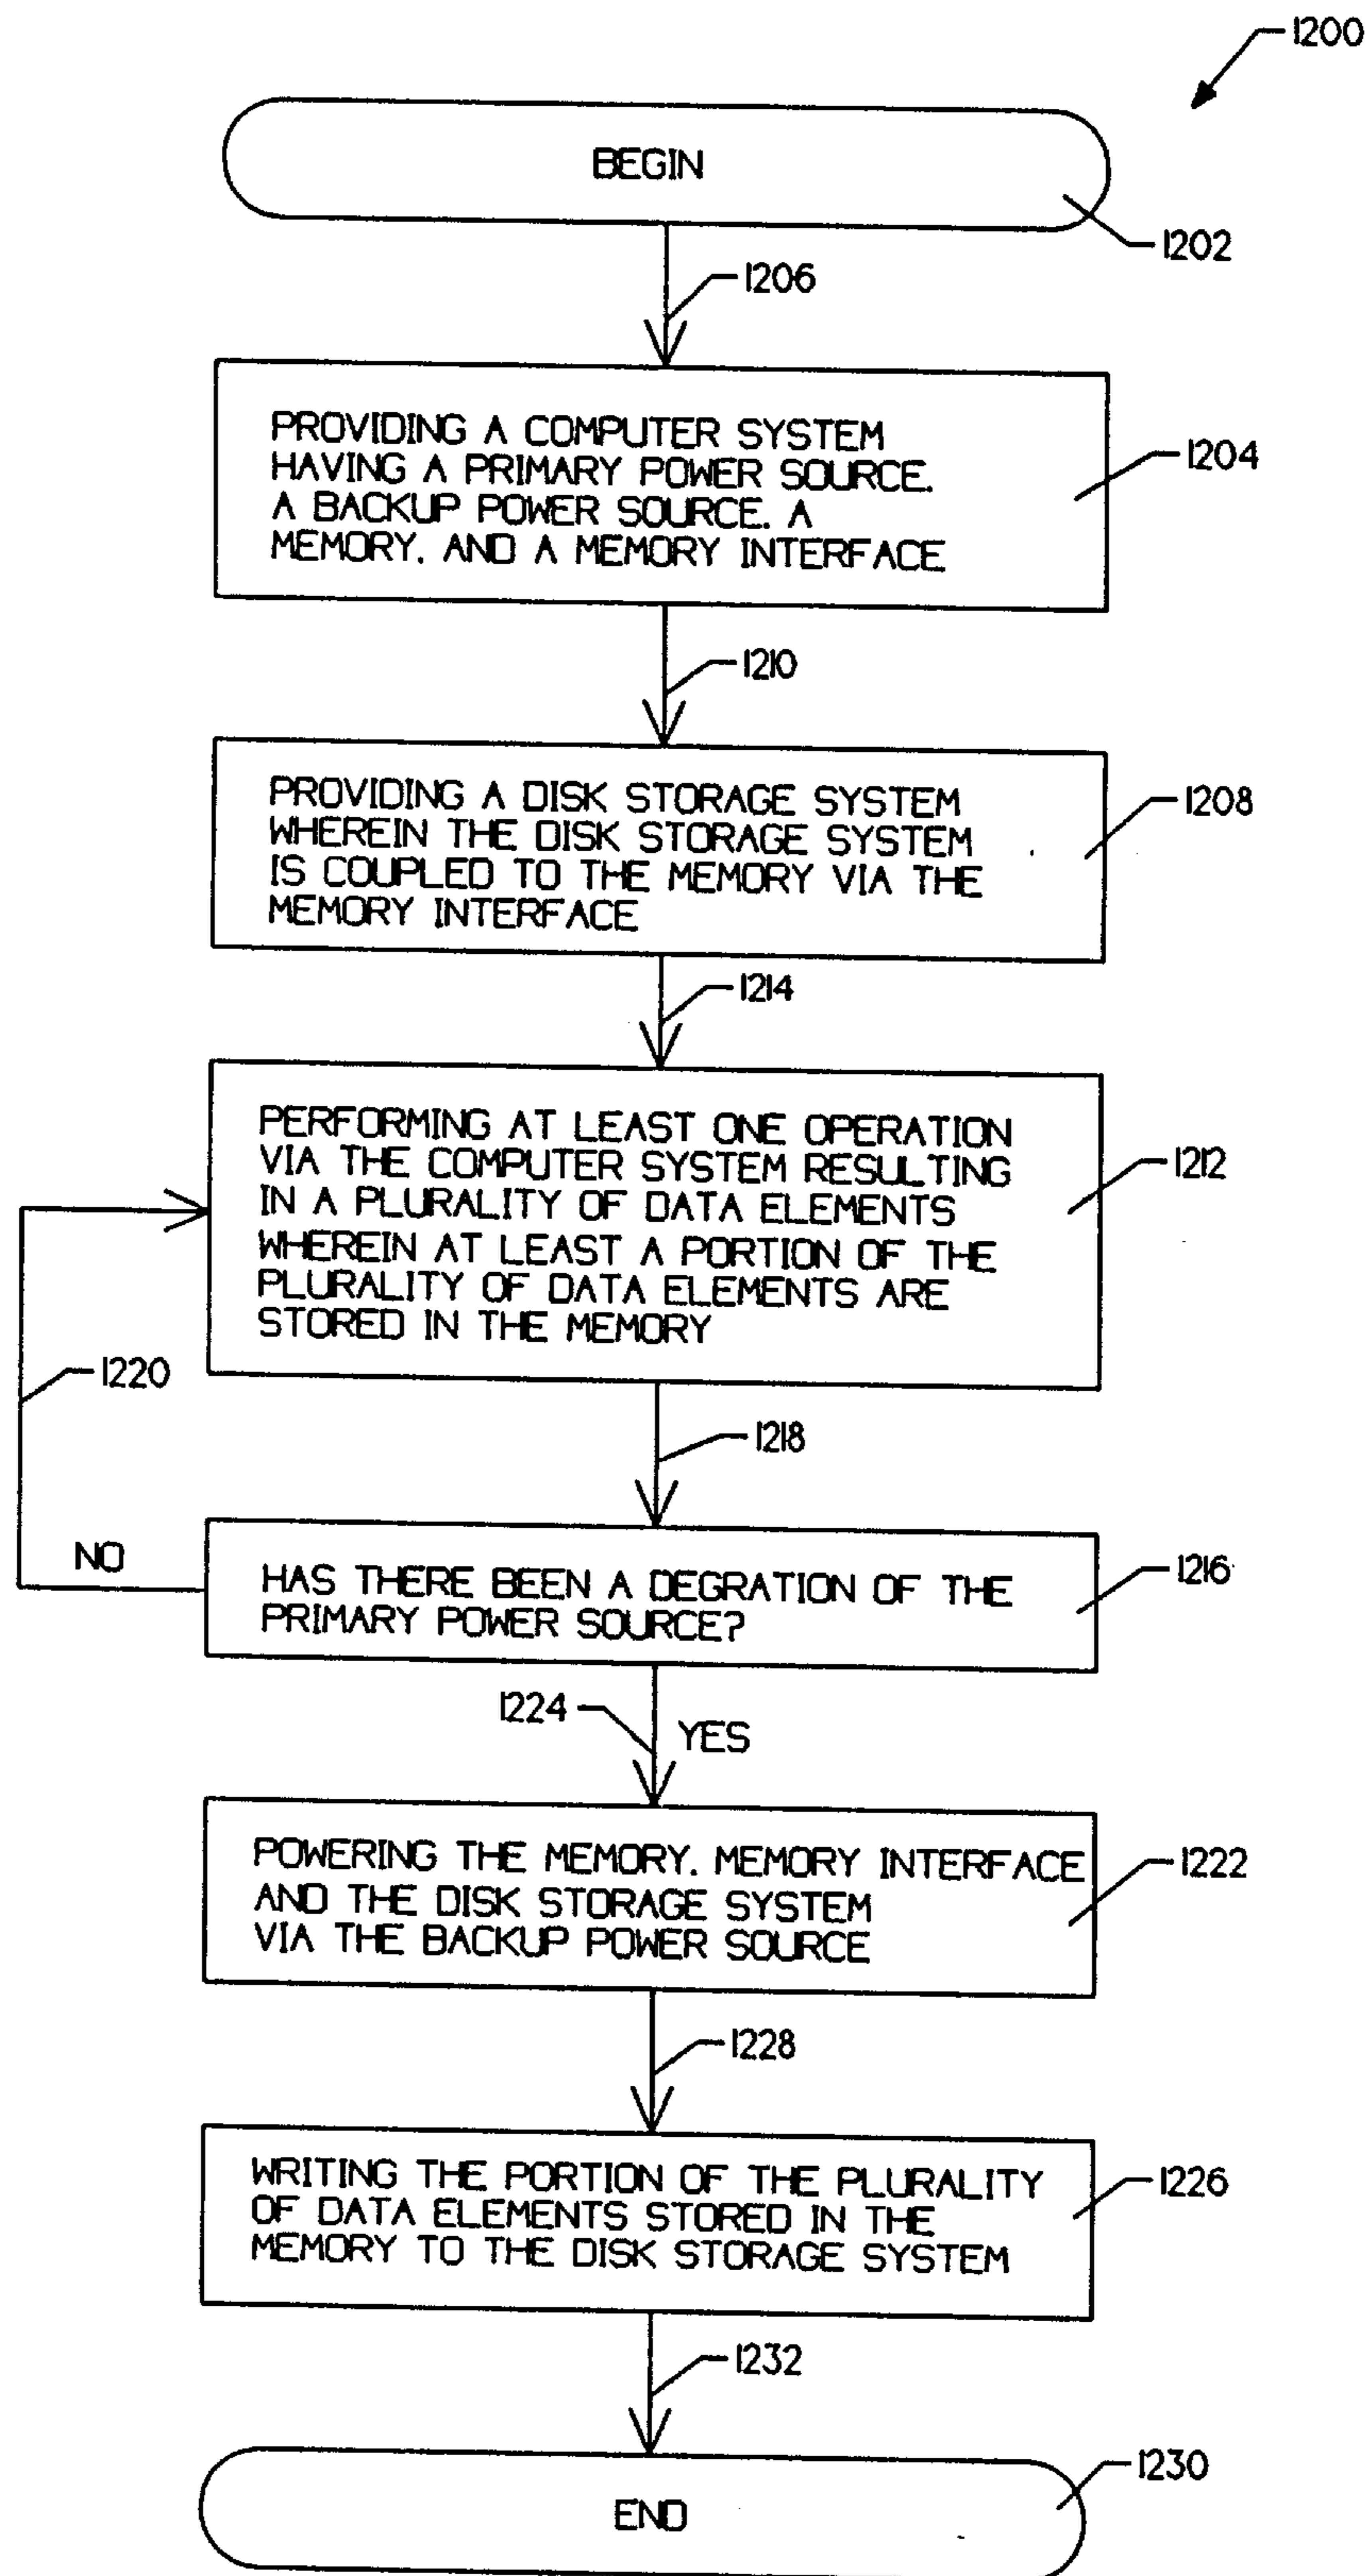 1200
BEGIN
1202
1206
PROVIDING A COMPUTER SYSTEM
HAVING A PRIMARY POWER SOURCE,
A BACKUP POWER SOURCE, A
MEMORY, AND A MEMORY INTERFACE
1204
1210
PROVIDING A DISK STORAGE SYSTEM
WHEREIN THE DISK STORAGE SYSTEM
IS COUPLED TO THE MEMORY VIA THE
MEMORY INTERFACE
1208
1214
PERFORMING AT LEAST ONE OPERATION
VIA THE COMPUTER SYSTEM RESULTING
IN A PLURALITY OF DATA ELEMENTS
WHEREIN AT LEAST A PORTION OF THE
PLURALITY OF DATA ELEMENTS ARE
STORED IN THE MEMORY
1212
1220
1218
NO
HAS THERE BEEN A DEGRATION OF THE
PRIMARY POWER SOURCE?
1216
1224
YES
POWERING THE MEMORY, MEMORY INTERFACE
AND THE DISK STORAGE SYSTEM
VIA THE BACKUP POWER SOURCE
1222
1228
WRITING THE PORTION OF THE PLURALITY
OF DATA ELEMENTS STORED IN THE
MEMORY TO THE DISK STORAGE SYSTEM
1226
1232
END
1230